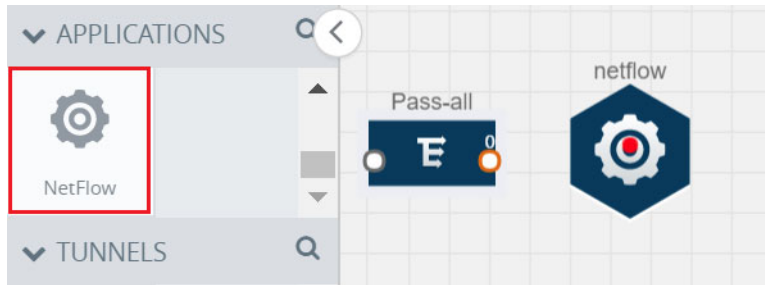 APPLICATIONS
NetFlow
TUNNELS
Pass-all
0
netflow